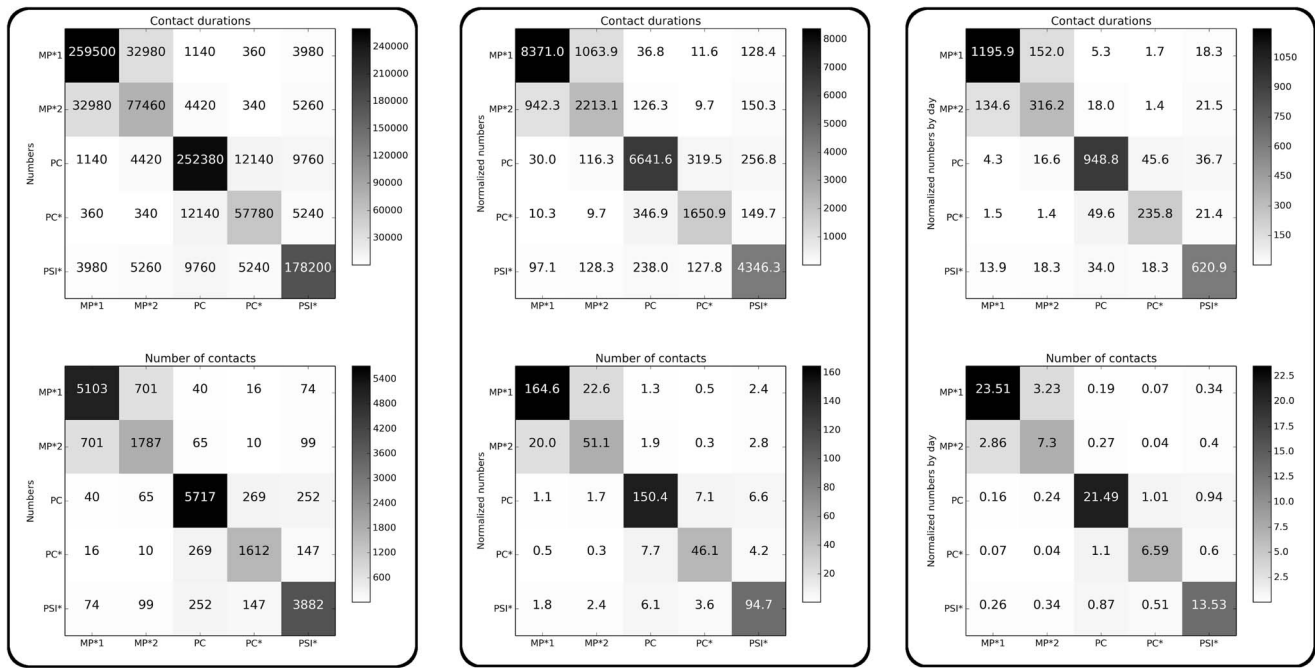 Contact durations
MP*1 259500 32980 1140 360 3980
MP*2 32980 77460 4420 340 5260
PC 1140 4420 252380 12140 9760
PC* 360 340 12140 57780 5240
PSI* 3980 5260 9760 5240 178200
MP*1 MP*2 PC PC* PSI*
Numbers
240000
210000
180000
150000
120000
90000
60000
30000
Contact durations
8371.0 1063.9 36.8 11.6 128.4
942.3 2213.1 126.3 9.7 150.3
30.0 116.3 6641.6 319.5 256.8
10.3 9.7 346.9 1650.9 149.7
97.1 128.3 238.0 127.8 4346.3
MP*1
MP*2
PC
PC*
PSI*
MP*1 MP*2 PC PC* PSI*
Normalized numbers
8000
7000
6000
5000
4000
3000
2000
1000
Contact durations
MP*1 1195.9 152.0 5.3 1.7 18.3
MP*2 134.6 316.2 18.0 1.4 21.5
PC 4.3 16.6 948.8 45.6 36.7
PC* 1.5 1.4 49.6 235.8 21.4
PSI* 13.9 18.3 34.0 18.3 620.9
MP*1 MP*2 PC PC* PSI*
Normalized numbers by day
1050
900
750
600
450
300
150
Number of contacts
MP*1 5103 701 40 16 74
MP*2 701 1787 65 10 99
PC 40 65 5717 269 252
PC* 16 10 269 1612 147
PSI* 74 99 252 147 3882
MP*1 MP*2 PC PC* PSI*
Numbers
5400
4800
4200
3600
3000
2400
1800
1200
600
Number of contacts
MP*1 164.6 22.6 1.3 0.5 2.4
MP*2 20.0 51.1 1.9 0.3 2.8
PC 1.1 1.7 150.4 7.1 6.6
PC* 0.5 0.3 7.7 46.1 4.2
PSI* 1.8 2.4 6.1 3.6 94.7
MP*1 MP*2 PC PC* PSI*
Normalized numbers
160
140
120
100
80
60
40
20
Number of contacts
MP*1 23.51 3.23 0.19 0.07 0.34
MP*2 2.86 7.3 0.27 0.04 0.4
PC 0.16 0.24 21.49 1.01 0.94
PC* 0.07 0.04 1.1 6.59 0.6
PSI* 0.26 0.34 0.87 0.51 13.53
MP*1 MP*2 PC PC* PSI*
Normalized numbers by day
22.5
20.0
17.5
15.0
12.5
10.0
7.5
5.0
2.5